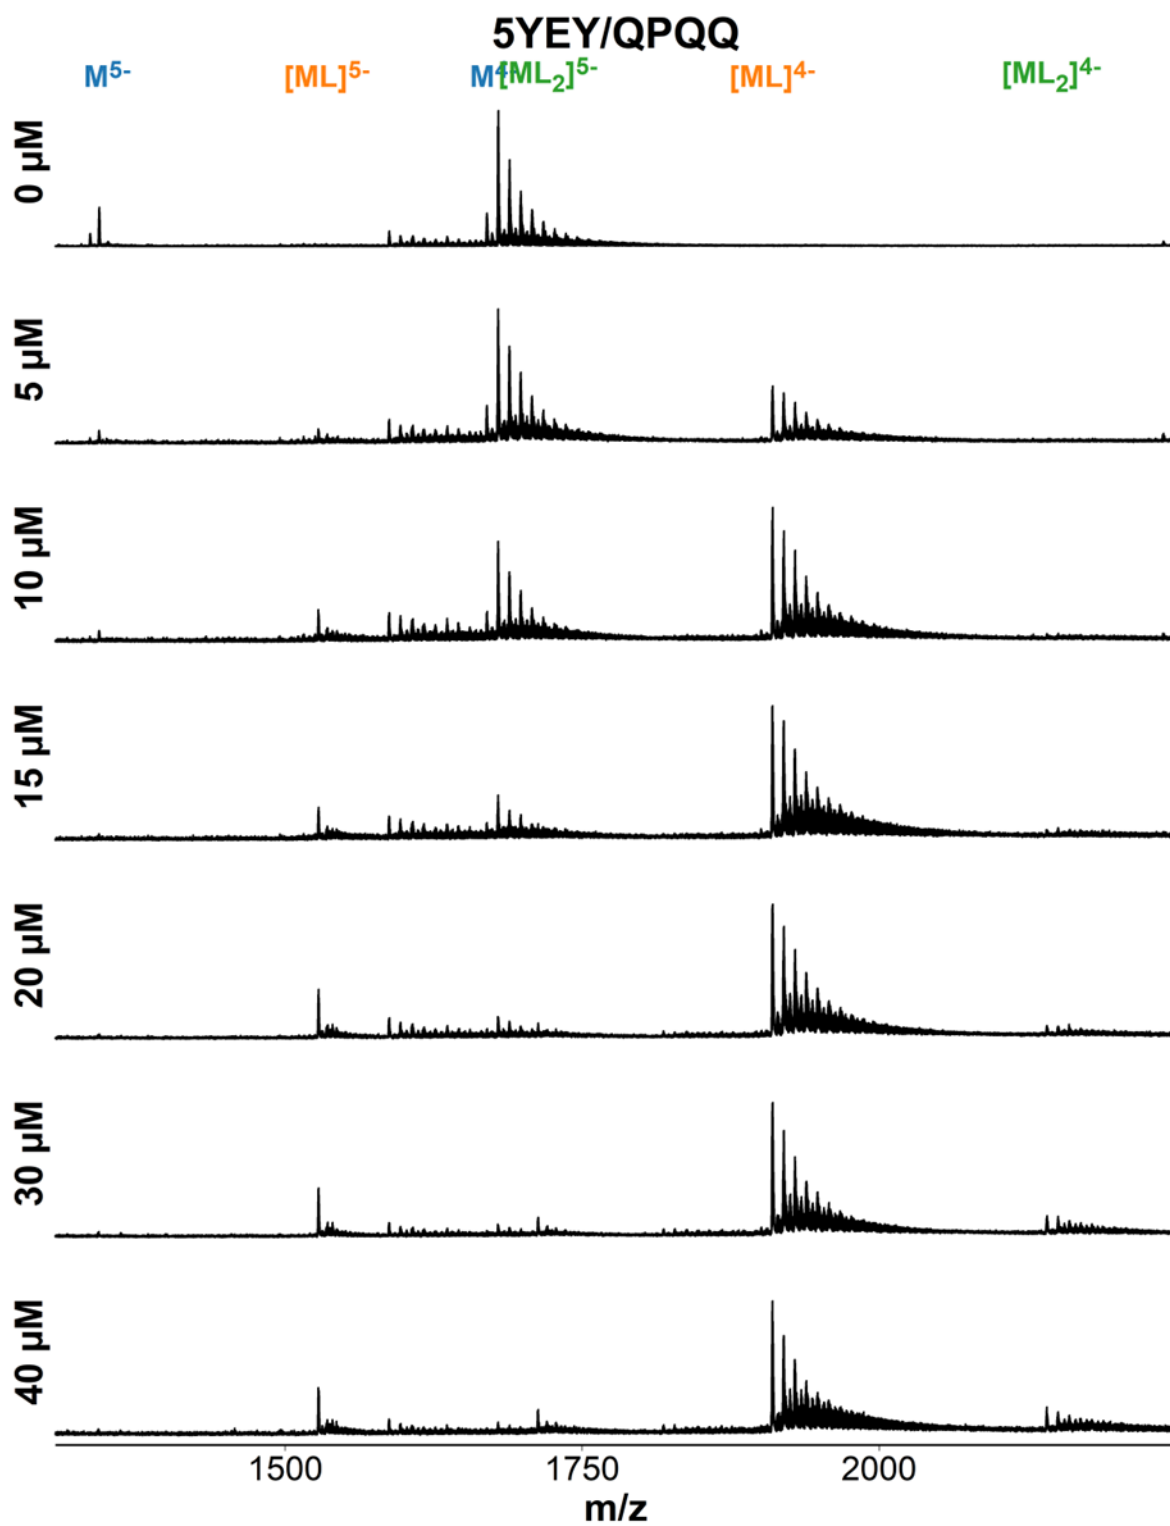 5YEY/QPQQ
M⁵⁻ [ML]⁵⁻ M⁴⁻ [ML₂]⁵⁻ [ML]⁴⁻ [ML₂]⁴⁻
0 µM
5 µM
10 µM
15 µM
20 µM
30 µM
40 µM
1500 1750 2000
m/z